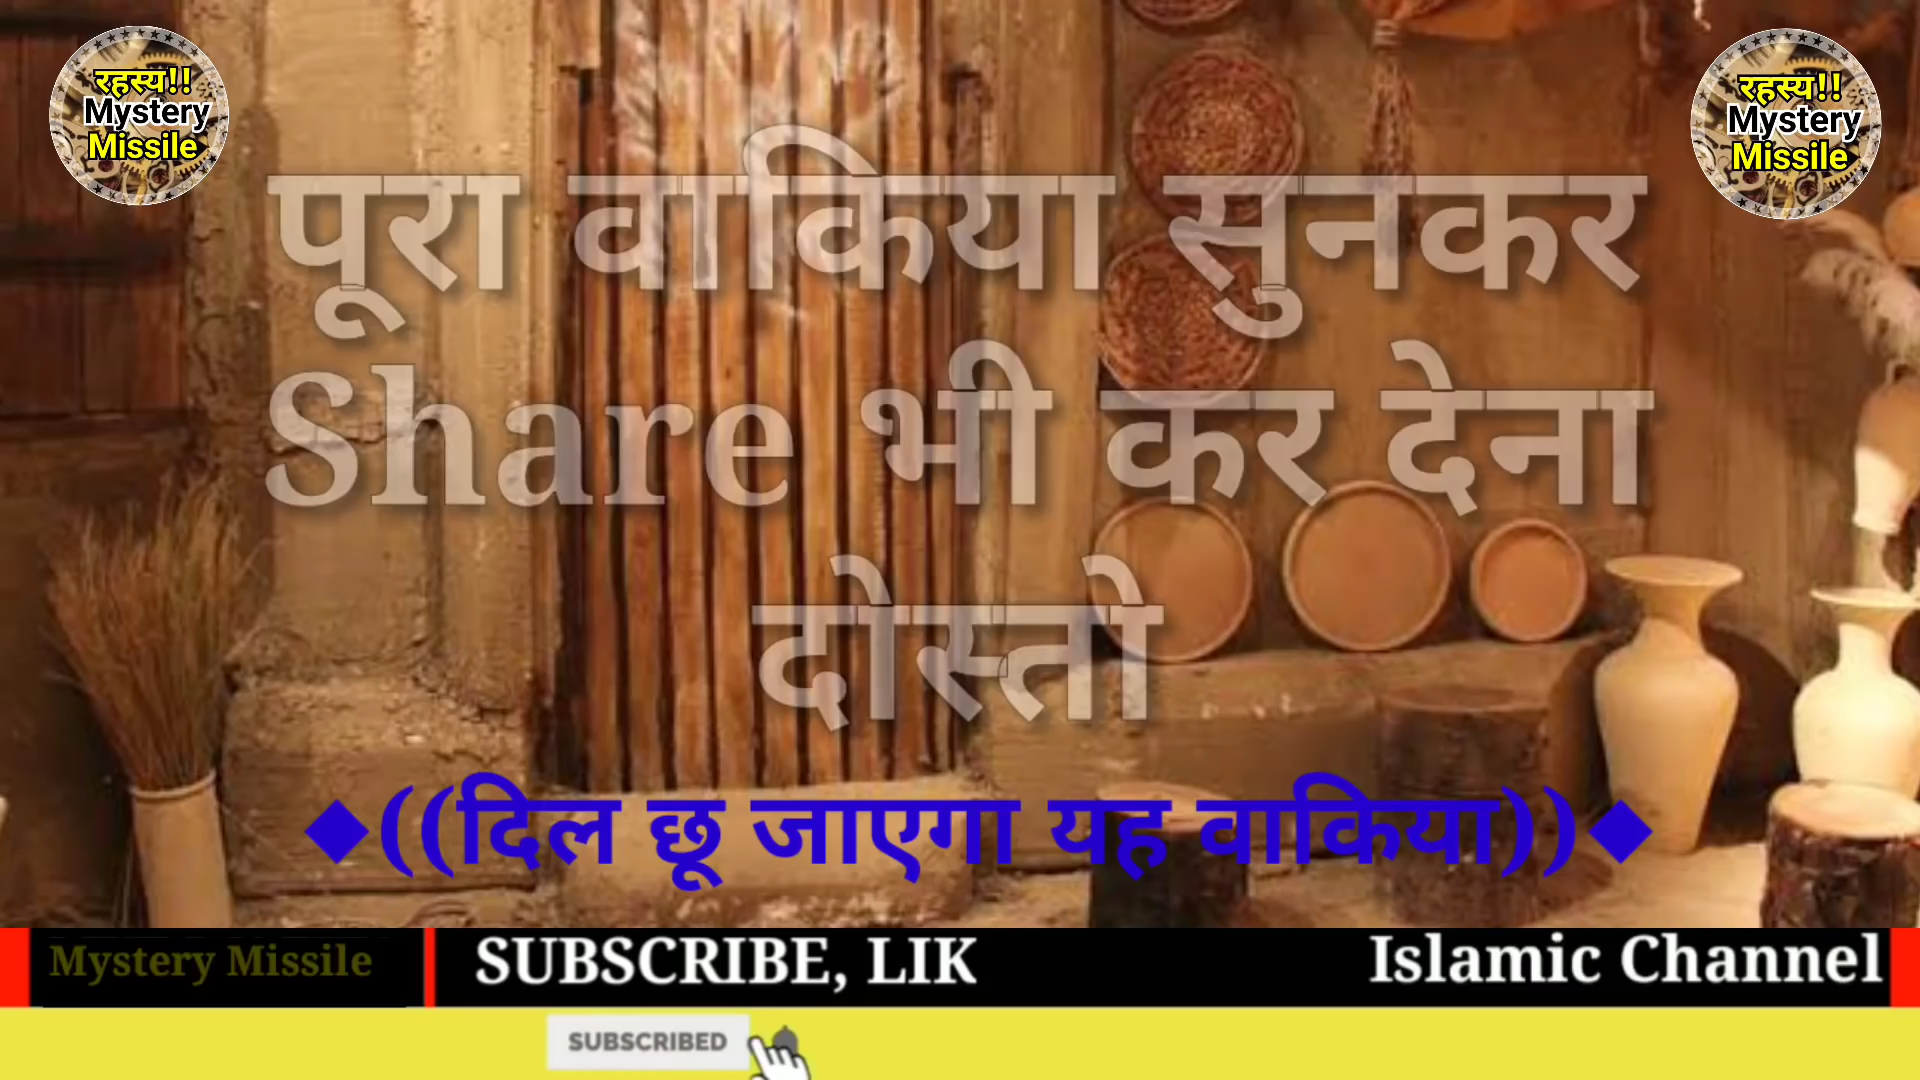 रहस्य!!
Mystery
Missile
रहस्य!!
Mystery
Missile
पूरा वाकिया सुनकर
Share भी कर देना
दोस्तो
◆((दिल छू जाएगा यह वाकिया))◆
Mystery Missile
SUBSCRIBE, LIK
Islamic Channel
SUBSCRIBED